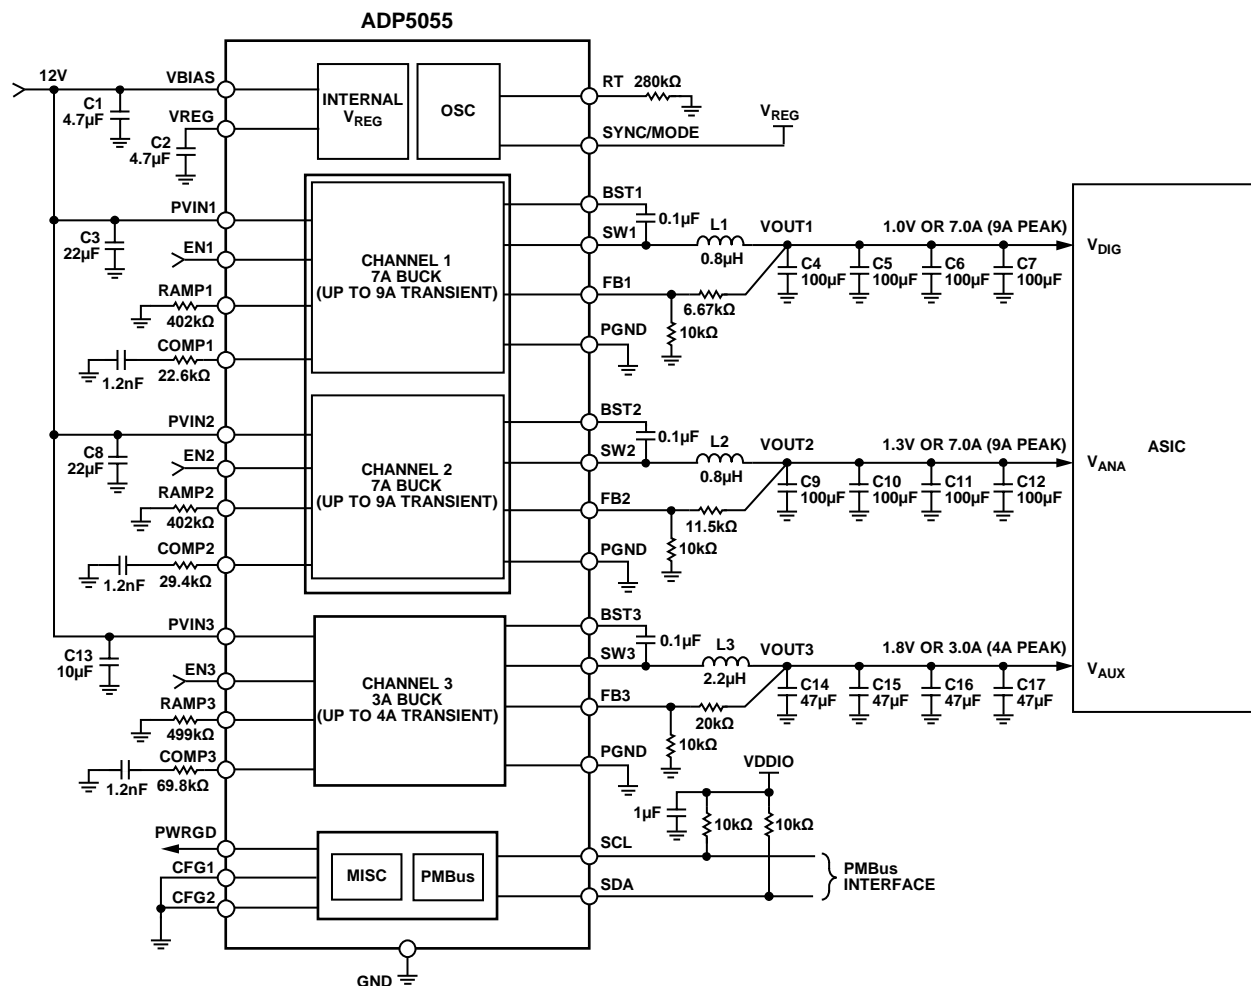 ADP5055
12V
VBIAS
C1
4.7µF
VREG
C2
4.7µF
INTERNAL
VREG
OSC
RT
280kΩ
SYNC/MODE
VREG
PVIN1
C3
22µF
EN1
RAMP1
402kΩ
COMP1
22.6kΩ
1.2nF
CHANNEL 1
7A BUCK
(UP TO 9A TRANSIENT)
BST1
0.1µF
SW1
L1
0.8µH
VOUT1
1.0V OR 7.0A (9A PEAK)
FB1
6.67kΩ
10kΩ
PGND
C4
100µF
C5
100µF
C6
100µF
C7
100µF
VDIG
PVIN2
C8
22µF
EN2
RAMP2
402kΩ
COMP2
29.4kΩ
1.2nF
CHANNEL 2
7A BUCK
(UP TO 9A TRANSIENT)
BST2
0.1µF
SW2
L2
0.8µH
VOUT2
1.3V OR 7.0A (9A PEAK)
FB2
11.5kΩ
10kΩ
PGND
C9
100µF
C10
100µF
C11
100µF
C12
100µF
VANA
ASIC
PVIN3
C13
10µF
EN3
RAMP3
499kΩ
COMP3
69.8kΩ
1.2nF
CHANNEL 3
3A BUCK
(UP TO 4A TRANSIENT)
BST3
0.1µF
SW3
L3
2.2µH
VOUT3
1.8V OR 3.0A (4A PEAK)
FB3
20kΩ
10kΩ
PGND
C14
47µF
C15
47µF
C16
47µF
C17
47µF
VAUX
VDDIO
1µF
10kΩ
10kΩ
PWRGD
CFG1
CFG2
MISC
PMBus
SCL
SDA
PMBus
INTERFACE
GND